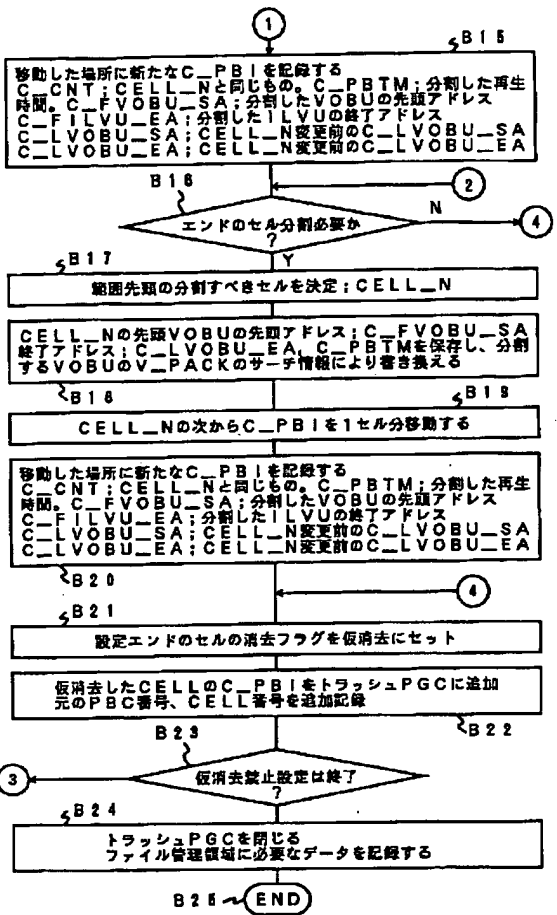 1
B15
移動した場所に新たなC_PBIを記録する
C_CNT;CELL_Nと同じもの。C_PBTM;分割した再生
時間。C_FVOBU_SA;分割したVOBUの先頭アドレス
C_FILVU_EA;分割したILVUの終了アドレス
C_LVOBU_SA;CELL_N変更前のC_LVOBU_SA
C_LVOBU_EA;CELL_N変更前のC_LVOBU_EA
2
B16
エンドのセル分割必要か
?
N
4
Y
B17
範囲先頭の分割すべきセルを決定;CELL_N
CELL_Nの先頭VOBUの先頭アドレス;C_FVOBU_SA
終了アドレス;C_LVOBU_EA、C_PBTMを保存し、分割
するVOBUのV_PACKのサーチ情報により書き換える
B18
B19
CELL_Nの次からC_PBIを1セル分移動する
移動した場所に新たなC_PBIを記録する
C_CNT;CELL_Nと同じもの。C_PBTM;分割した再生
時間。C_FVOBU_SA;分割したVOBUの先頭アドレス
C_FILVU_EA;分割したILVUの終了アドレス
C_LVOBU_SA;CELL_N変更前のC_LVOBU_SA
C_LVOBU_EA;CELL_N変更前のC_LVOBU_EA
B20
4
B21
設定エンドのセルの消去フラグを仮消去にセット
仮消去したCELLのC_PBIをトラッシュPGCに追加
元のPBC番号、CELL番号を追加記録
B22
B23
仮消去禁止設定は終了
?
3
B24
トラッシュPGCを閉じる
ファイル管理領域に必要なデータを記録する
B25
END